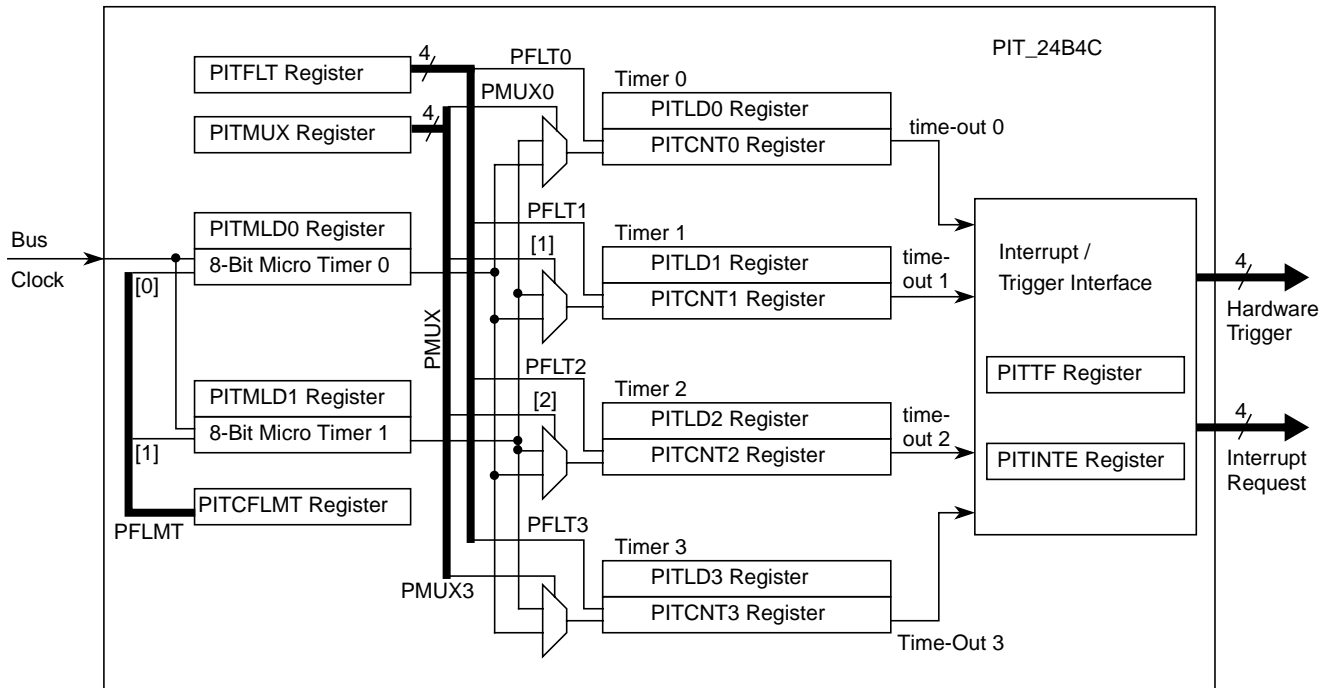 PIT_24B4C
PITFLT Register
4
PFLT0
Timer 0
PITLD0 Register
PITCNT0 Register
time-out 0
PITMUX Register
4
PMUX0
Bus
Clock
PITMLD0 Register
8-Bit Micro Timer 0
[0]
PFLT1
[1]
Timer 1
PITLD1 Register
PITCNT1 Register
time-
out 1
Interrupt /
Trigger Interface
4
Hardware
Trigger
PMUX
PITMLD1 Register
8-Bit Micro Timer 1
[1]
PFLT2
[2]
Timer 2
PITLD2 Register
PITCNT2 Register
time-
out 2
PITTF Register
PITINTE Register
4
Interrupt
Request
PITCFLMT Register
PFLMT
PFLT3
PMUX3
Timer 3
PITLD3 Register
PITCNT3 Register
Time-Out 3